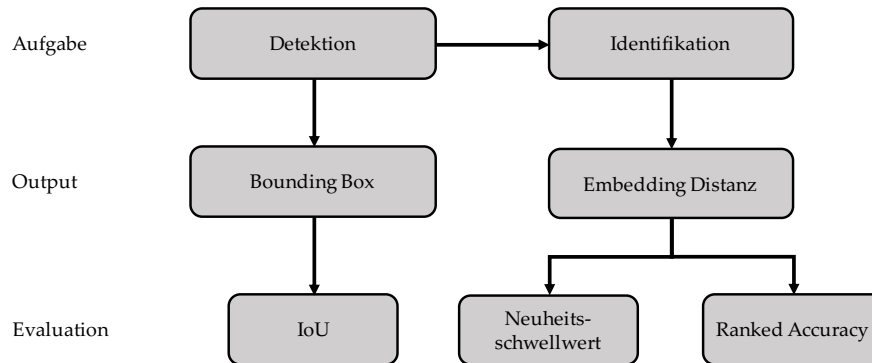 Aufgabe
Detektion
Identifikation
Output
Bounding Box
Embedding Distanz
Evaluation
IoU
Neuheits-
schwellwert
Ranked Accuracy